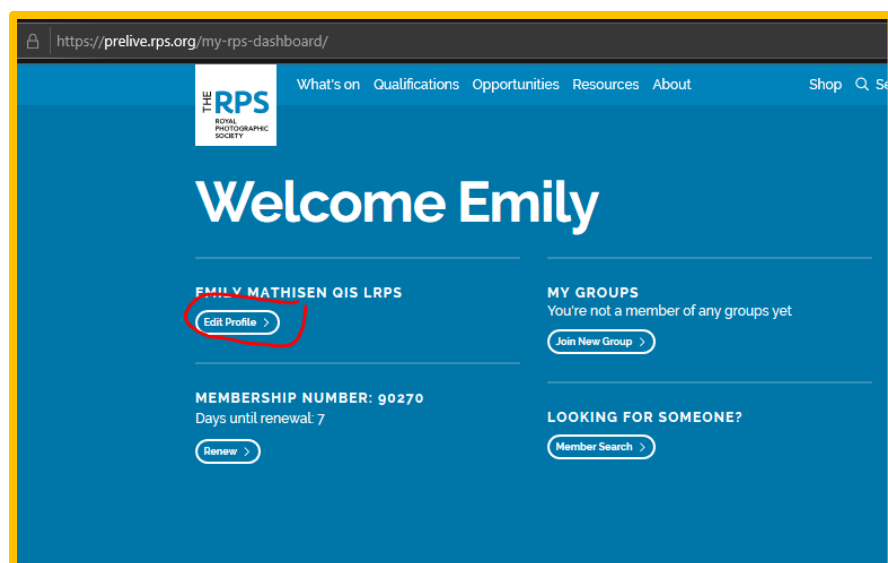 https://prelive.rps.org/my-rps-dashboard/
THE RPS
ROYAL
PHOTOGRAPHIC
SOCIETY
What's on Qualifications Opportunities Resources About Shop Se
Welcome Emily
EMILY MATHISEN QIS LRPS
Edit Profile >
MEMBERSHIP NUMBER: 90270
Days until renewal: 7
Renew >
MY GROUPS
You're not a member of any groups yet
Join New Group >
LOOKING FOR SOMEONE?
Member Search >